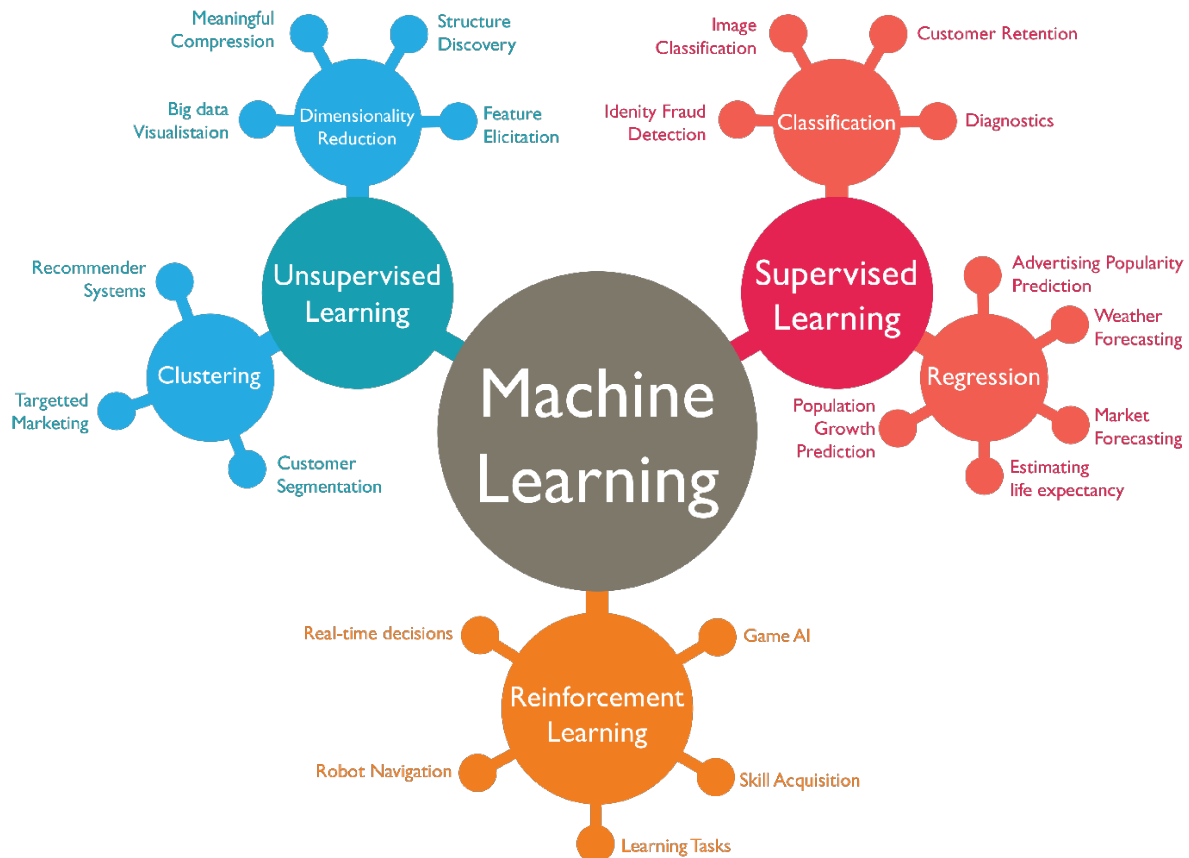 Meaningful
Compression
Structure
Discovery
Big data
Visualistaion
Dimensionality
Reduction
Feature
Elicitation
Image
Classification
Customer Retention
Idenity Fraud
Detection
Classification
Diagnostics
Recommender
Systems
Unsupervised
Learning
Clustering
Targetted
Marketing
Customer
Segmentation
Supervised
Learning
Advertising Popularity
Prediction
Weather
Forecasting
Regression
Population
Growth
Prediction
Market
Forecasting
Estimating
life expectancy
Machine
Learning
Real-time decisions
Game AI
Reinforcement
Learning
Robot Navigation
Skill Acquisition
Learning Tasks